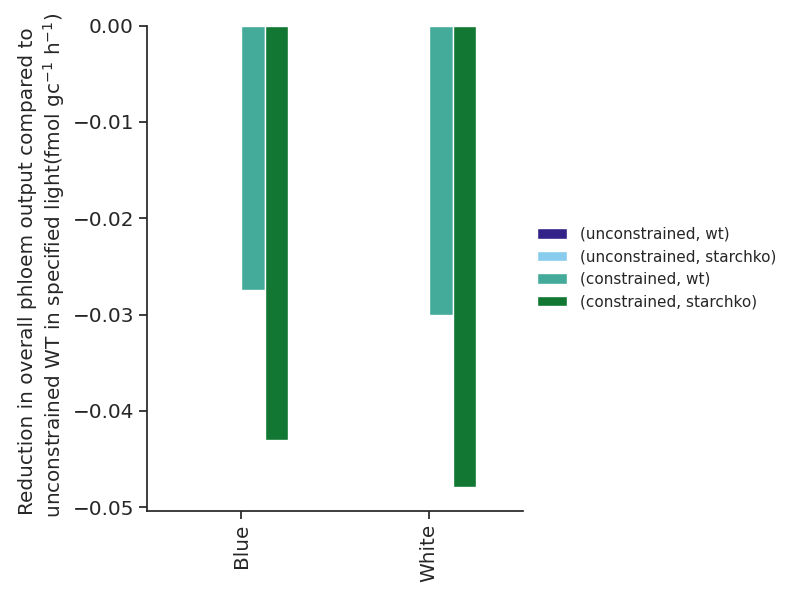 Reduction in overall phloem output compared to
unconstrained WT in specified light(fmol gc⁻¹ h⁻¹)
0.00
−0.01
−0.02
−0.03
−0.04
−0.05
Blue
White
(unconstrained, wt)
(unconstrained, starchko)
(constrained, wt)
(constrained, starchko)